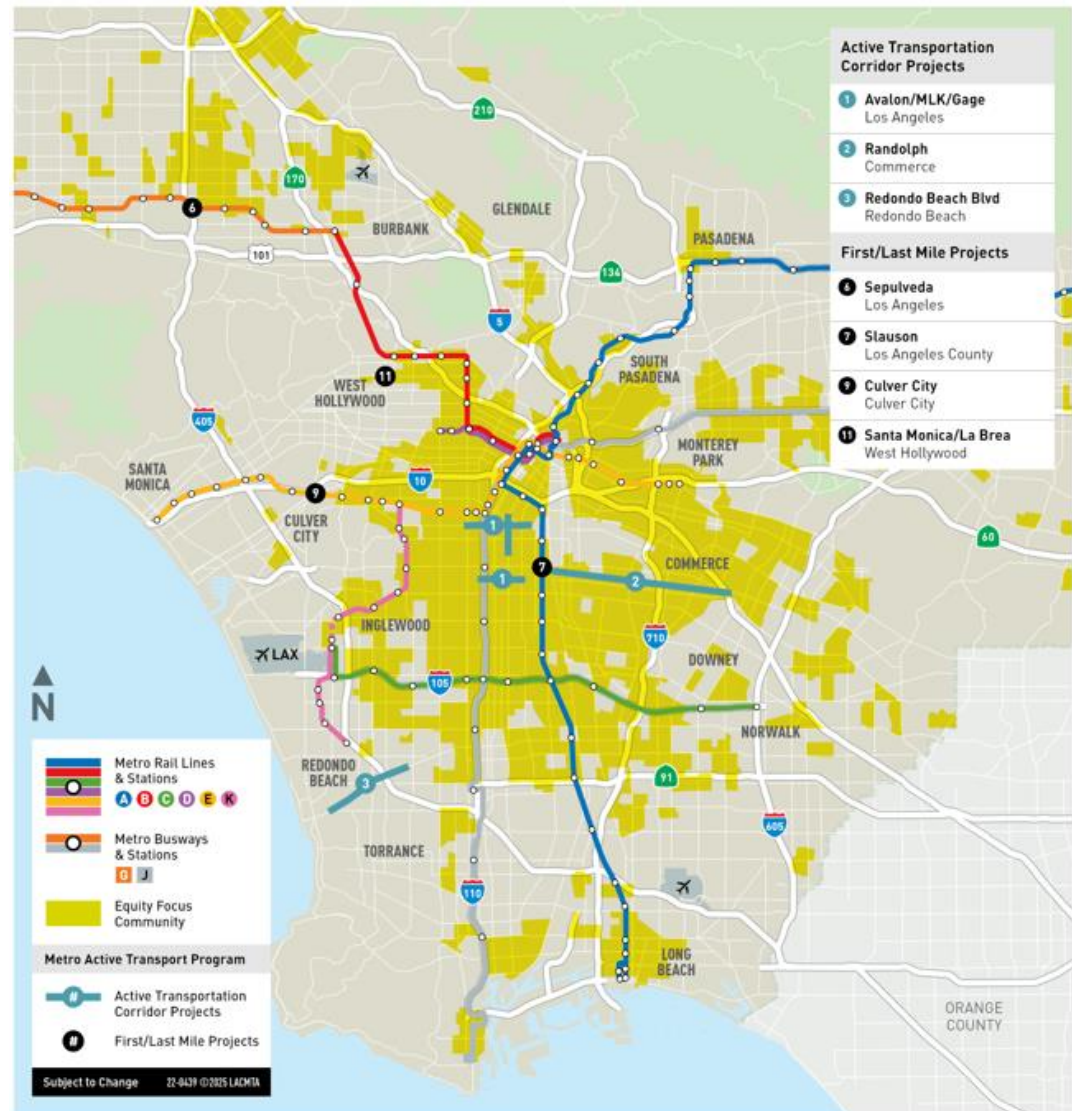 Active Transportation
Corridor Projects
1 Avalon/MLK/Gage
Los Angeles
2 Randolph
Commerce
3 Redondo Beach Blvd
Redondo Beach
First/Last Mile Projects
6 Sepulveda
Los Angeles
7 Slauson
Los Angeles County
9 Culver City
Culver City
11 Santa Monica/La Brea
West Hollywood
210
170
6
BURBANK
GLENDALE
PASADENA
101
134
5
11
WEST
HOLLYWOOD
SOUTH
PASADENA
405
MONTEREY
PARK
SANTA
MONICA
9
10
CULVER
CITY
1
60
7
COMMERCE
1
2
INGLEWOOD
710
LAX
DOWNEY
105
N
NORWALK
REDONDO
BEACH
91
3
605
TORRANCE
110
LONG
BEACH
ORANGE
COUNTY
Metro Rail Lines
& Stations
A B C D E K
Metro Busways
& Stations
G J
Equity Focus
Community
Metro Active Transport Program
# Active Transportation
Corridor Projects
# First/Last Mile Projects
Subject to Change 22-0439 ©2025 LACMTA